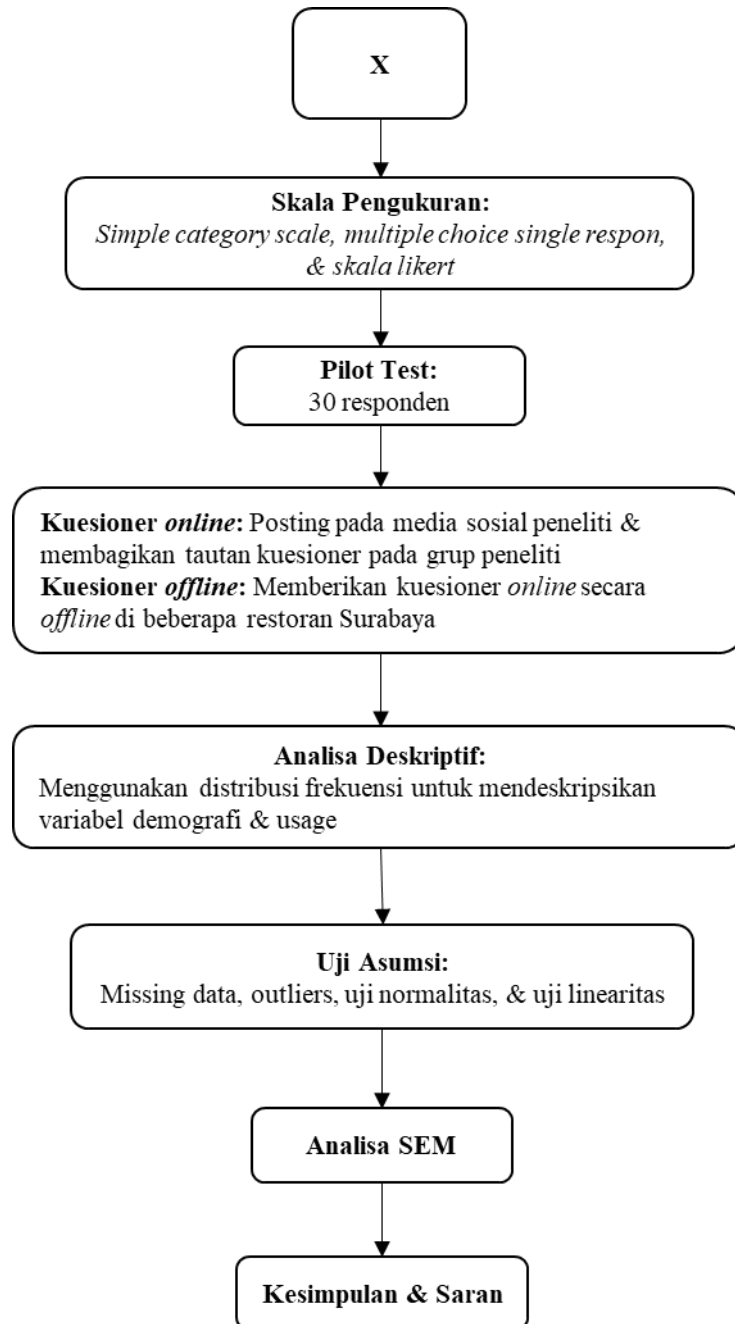 X
Skala Pengukuran:
Simple category scale, multiple choice single respon,
& skala likert
Pilot Test:
30 responden
Kuesioner online: Posting pada media sosial peneliti &
membagikan tautan kuesioner pada grup peneliti
Kuesioner offline: Memberikan kuesioner online secara
offline di beberapa restoran Surabaya
Analisa Deskriptif:
Menggunakan distribusi frekuensi untuk mendeskripsikan
variabel demografi & usage
Uji Asumsi:
Missing data, outliers, uji normalitas, & uji linearitas
Analisa SEM
Kesimpulan & Saran